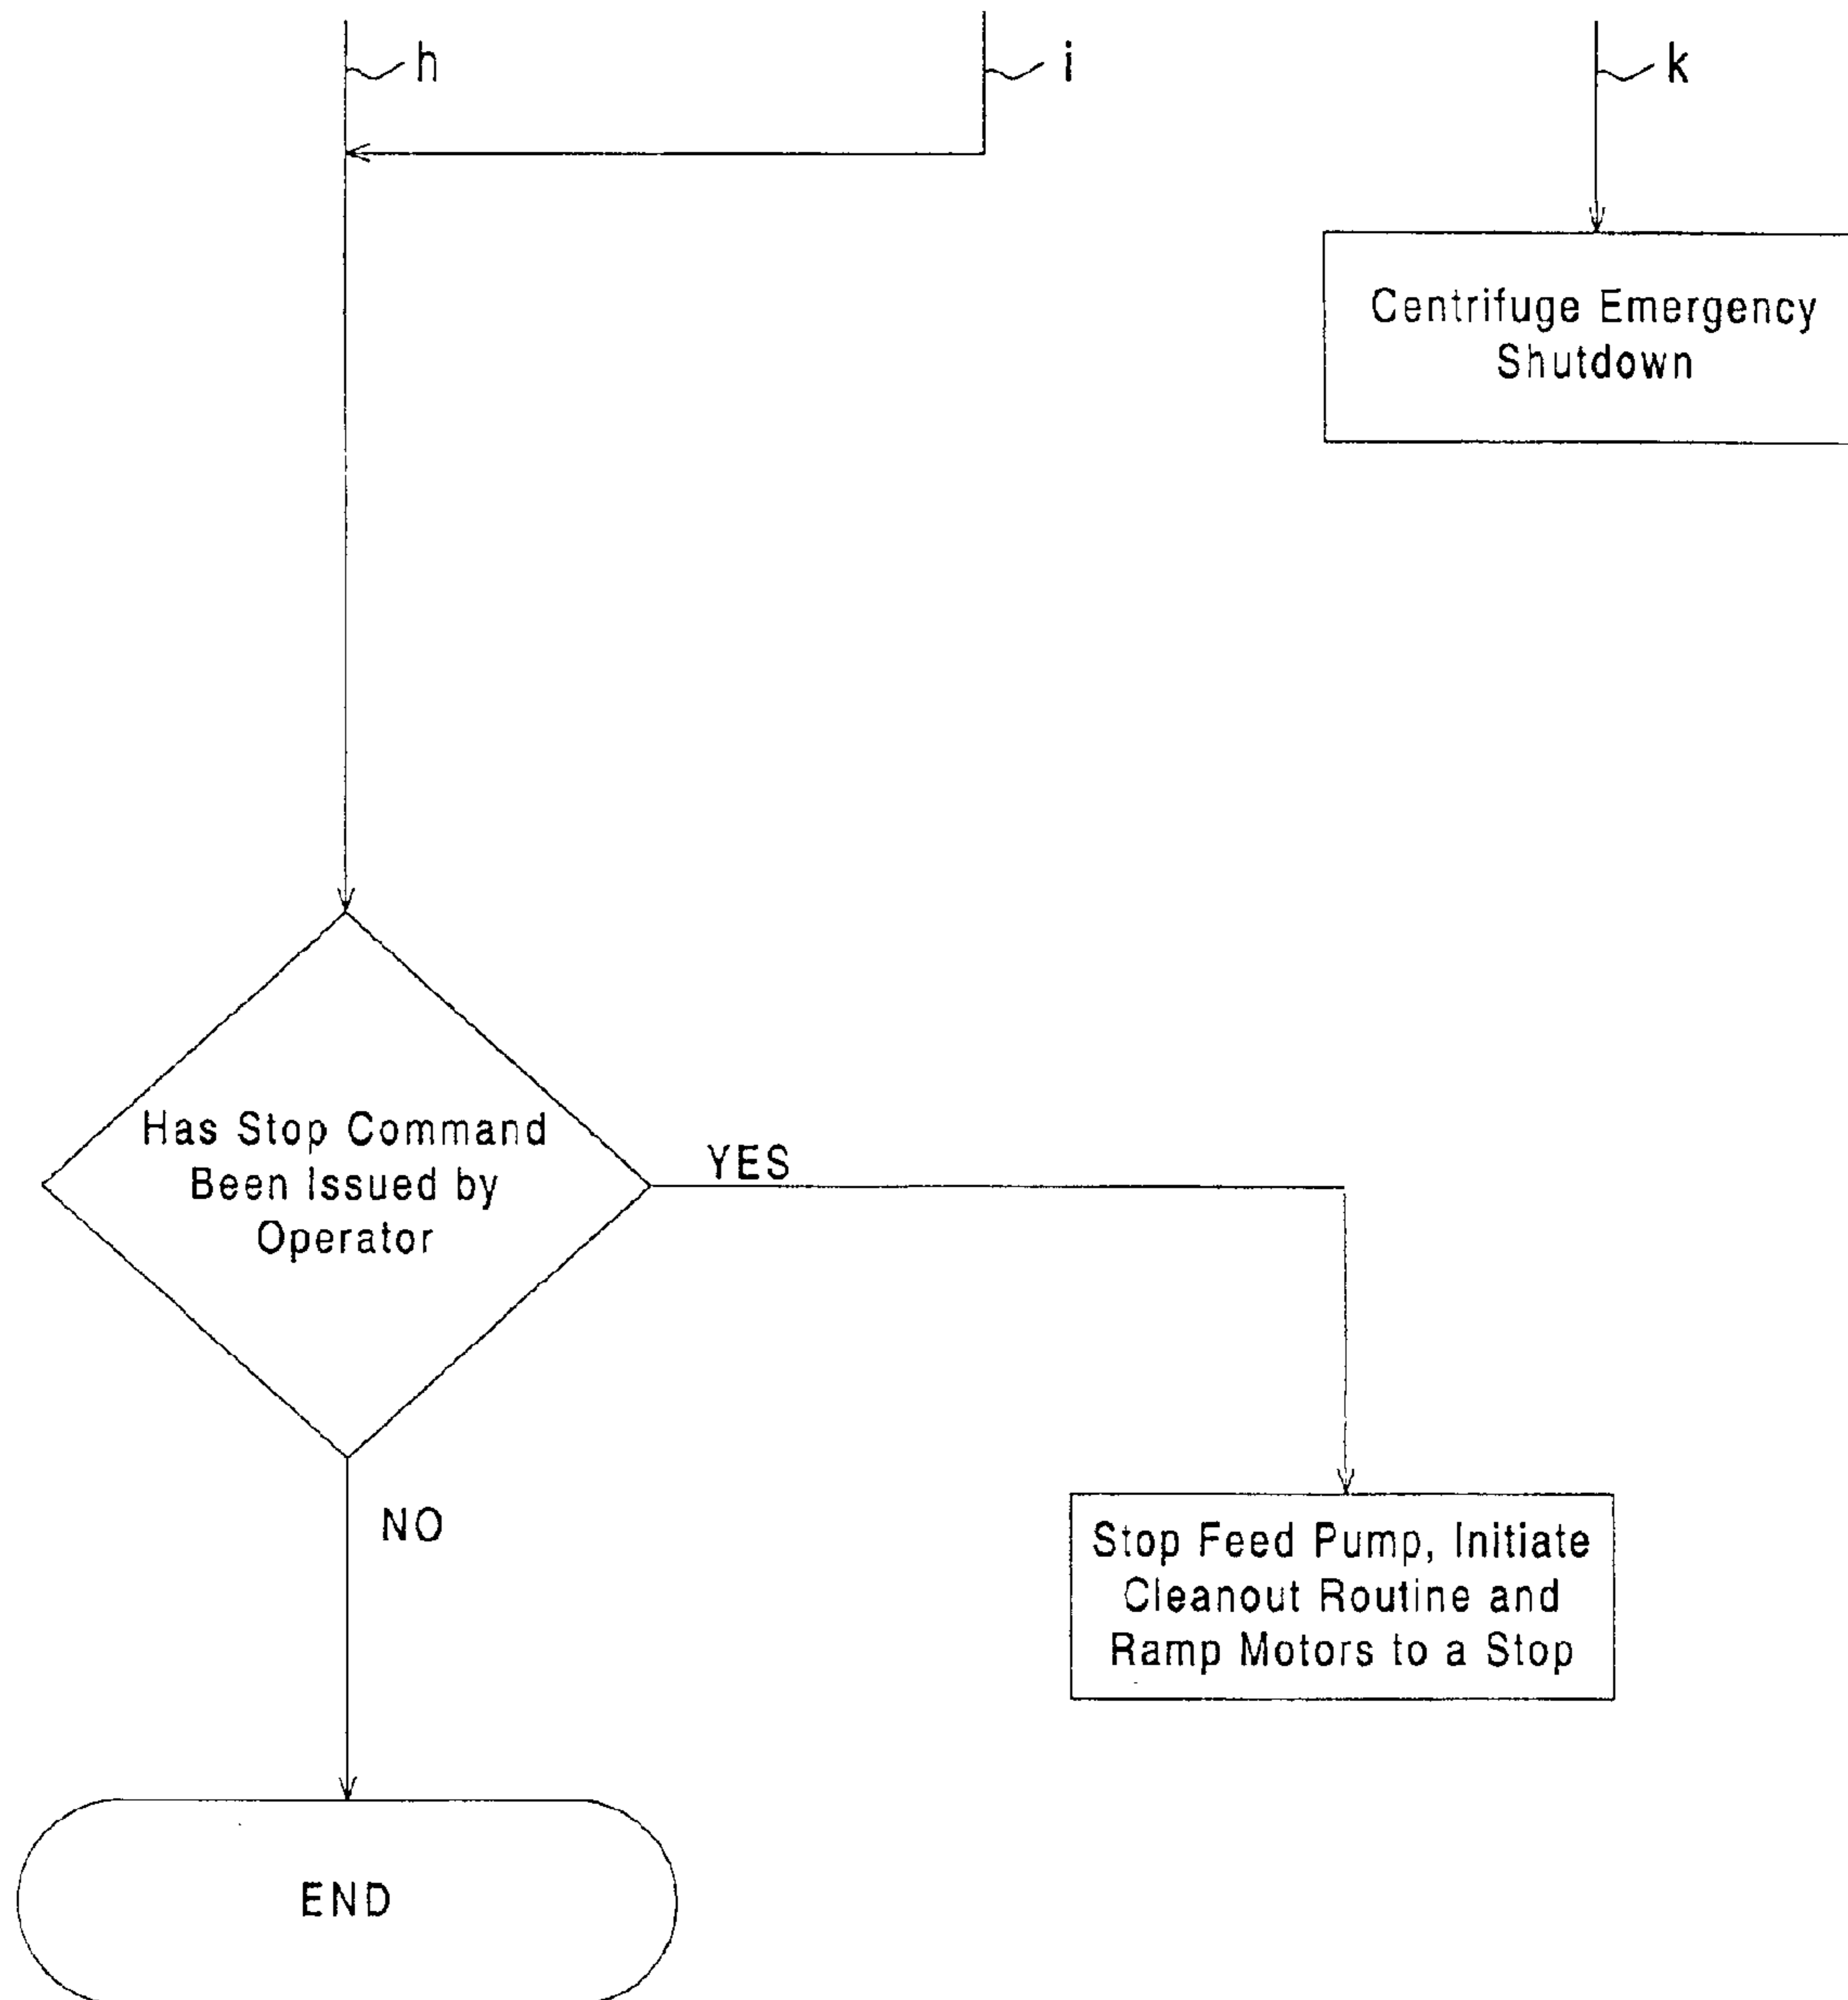 h
i
k
Centrifuge Emergency
Shutdown
Has Stop Command
Been Issued by
Operator
YES
NO
Stop Feed Pump, Initiate
Cleanout Routine and
Ramp Motors to a Stop
END